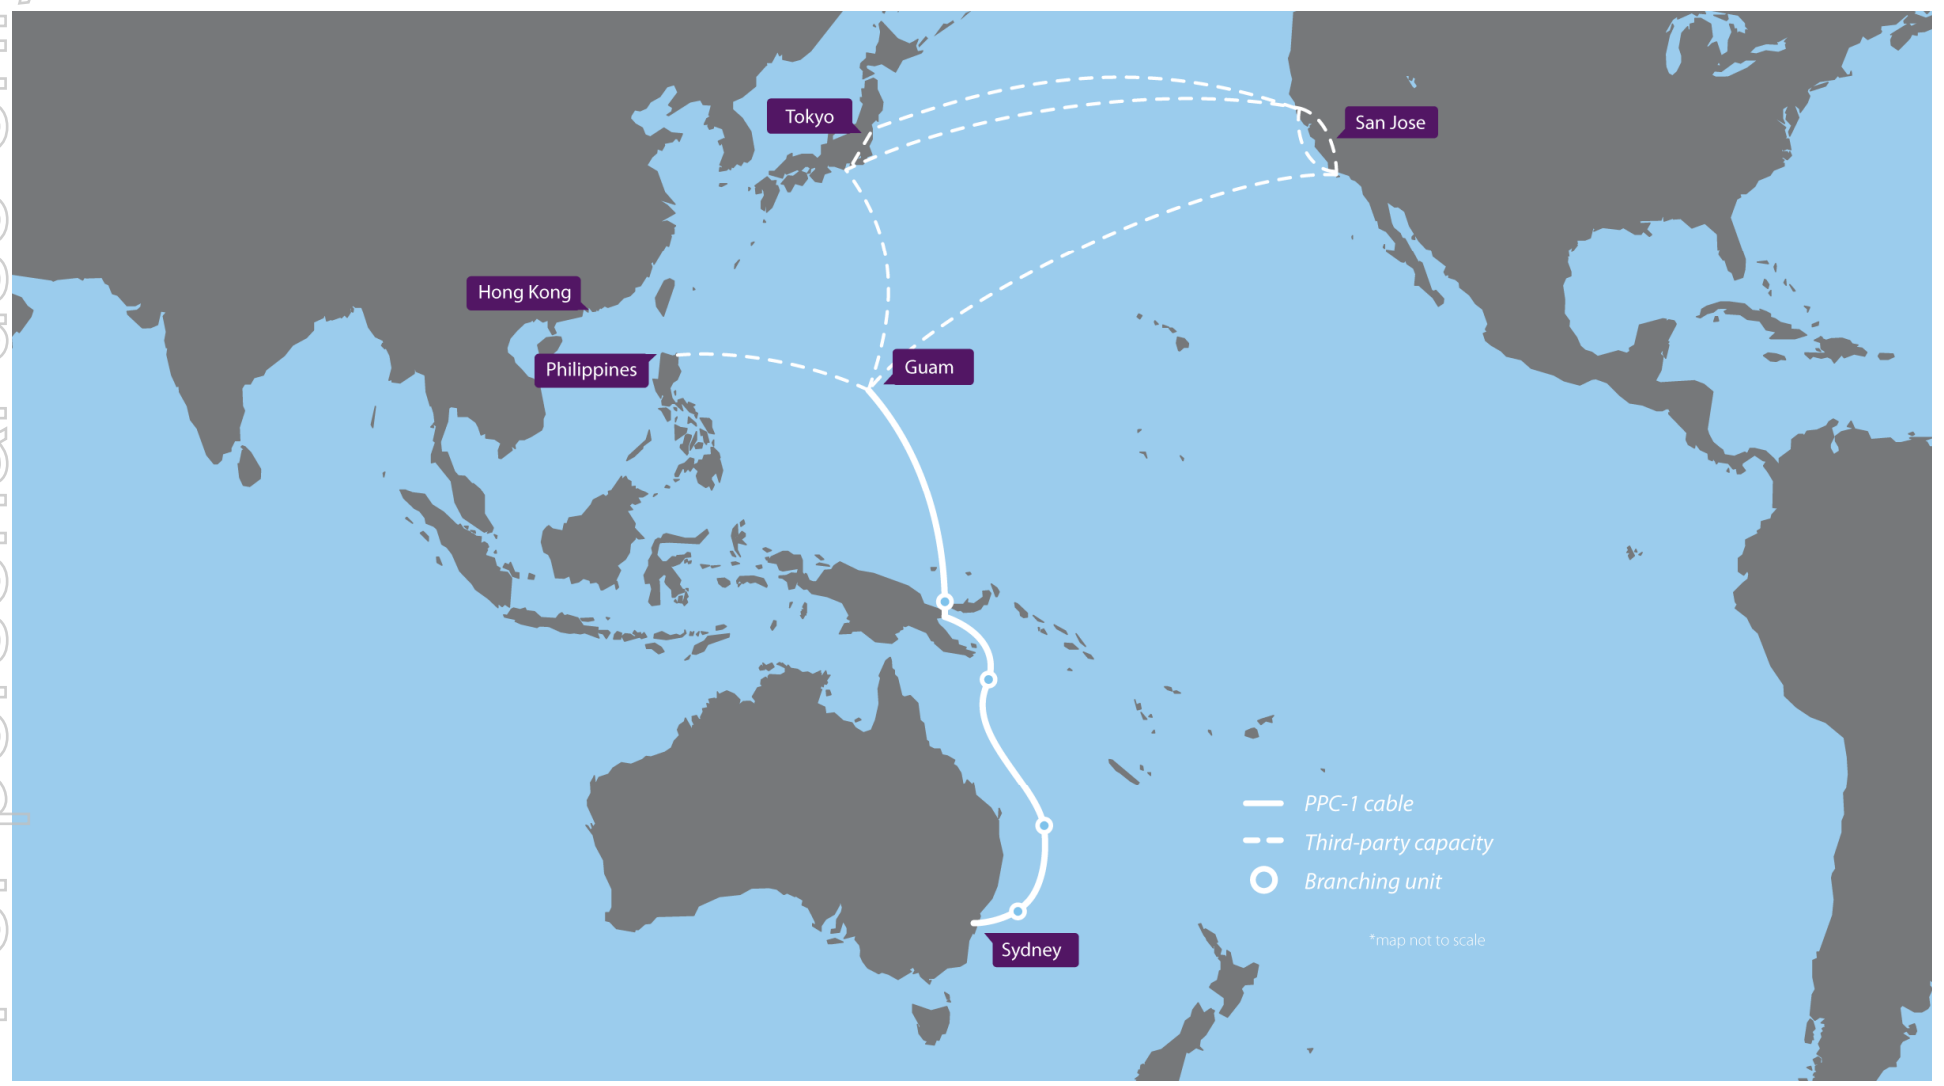 Tokyo
San Jose
Hong Kong
Philippines
Guam
PPC-1 cable
Third-party capacity
Branching unit
*map not to scale
Sydney